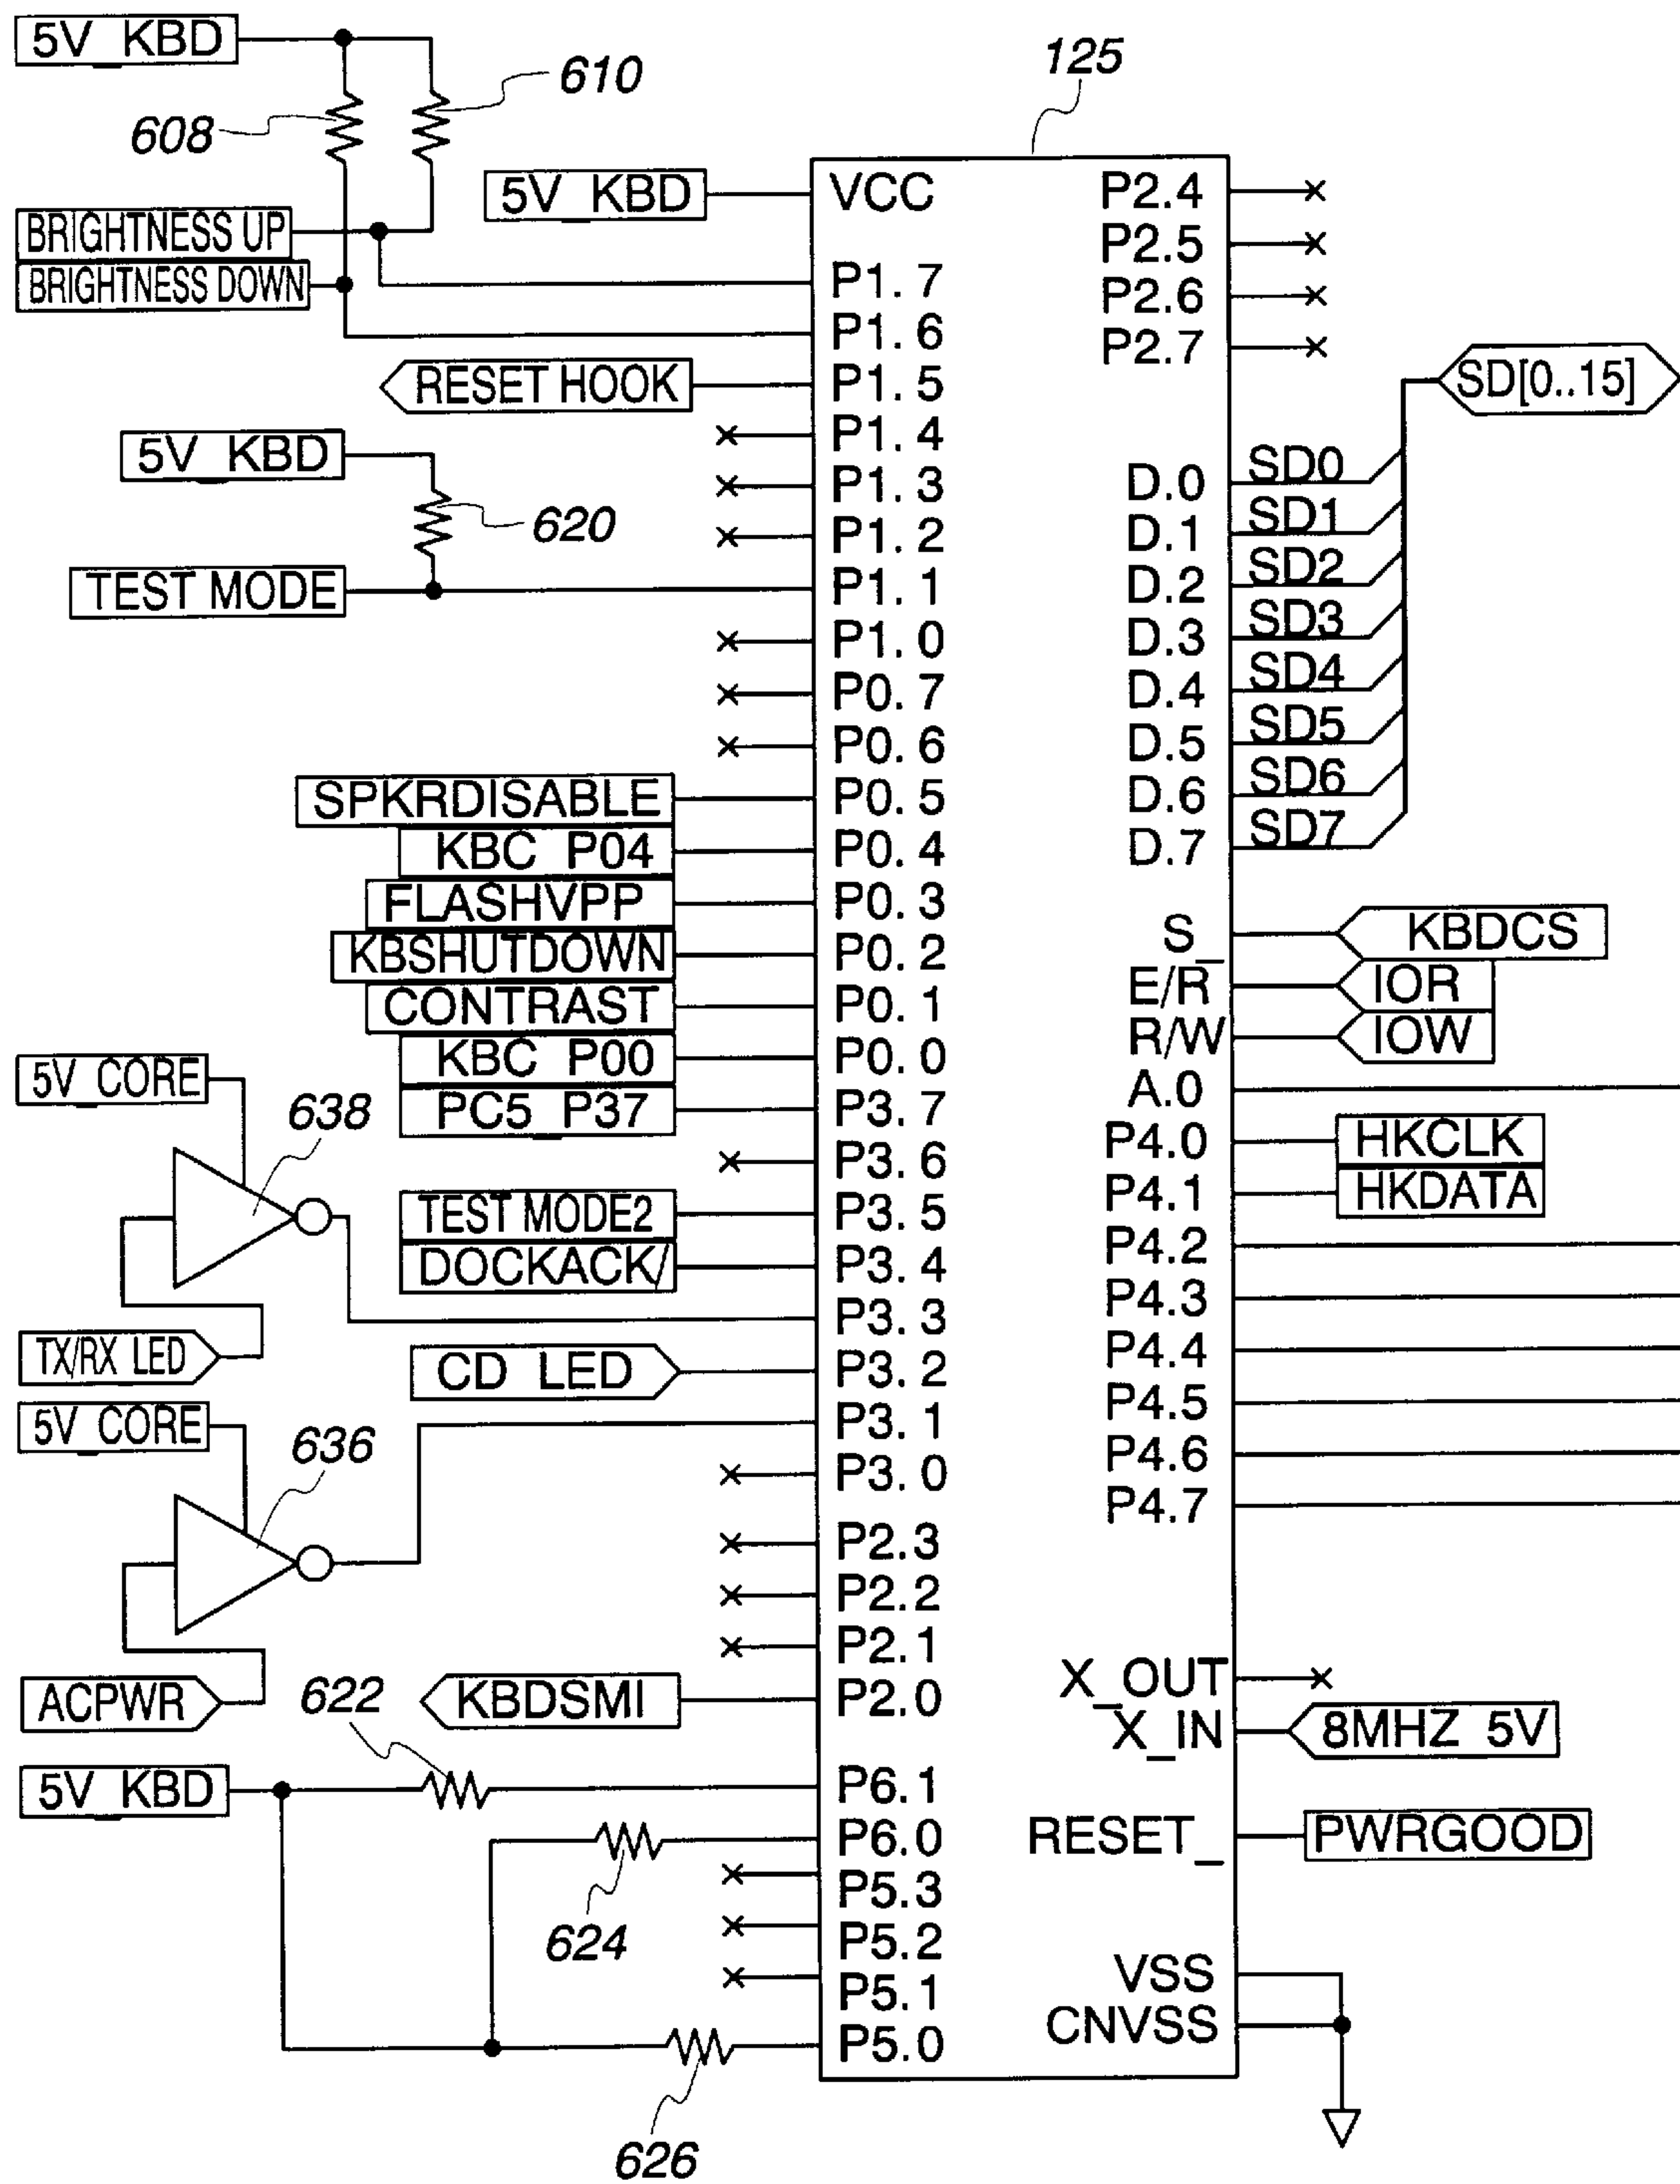 5V_KBD
610
608
125
5V_KBD
VCC
P2.4
BRIGHTNESS UP
P2.5
BRIGHTNESS DOWN
P1.7
P2.6
P1.6
P2.7
RESET HOOK
P1.5
SD[0..15]
P1.4
5V_KBD
D.0
SD0
P1.3
620
D.1
SD1
P1.2
D.2
SD2
TEST MODE
P1.1
D.3
SD3
P1.0
D.4
SD4
P0.7
D.5
SD5
P0.6
D.6
SD6
SPKRDISABLE
P0.5
D.7
SD7
KBC P04
P0.4
FLASHVPP
P0.3
S_
KBDCS
KBSHUTDOWN
P0.2
E/R
IOR
CONTRAST
P0.1
R/W
IOW
KBC P00
P0.0
5V_CORE
A.0
638
PC5_P37
P3.7
P4.0
HKCLK
P3.6
P4.1
HKDATA
TEST MODE2
P3.5
P4.2
DOCKACK/
P3.4
P4.3
P3.3
TX/RX LED
P4.4
CD LED
P3.2
P4.5
5V_CORE
P3.1
636
P4.6
P3.0
P4.7
P2.3
P2.2
P2.1
X_OUT
ACPWR
622
KBDSMI
P2.0
X_IN
8MHZ 5V
5V_KBD
P6.1
P6.0
RESET_
PWRGOOD
P5.3
624
P5.2
VSS
P5.1
CNVSS
P5.0
626